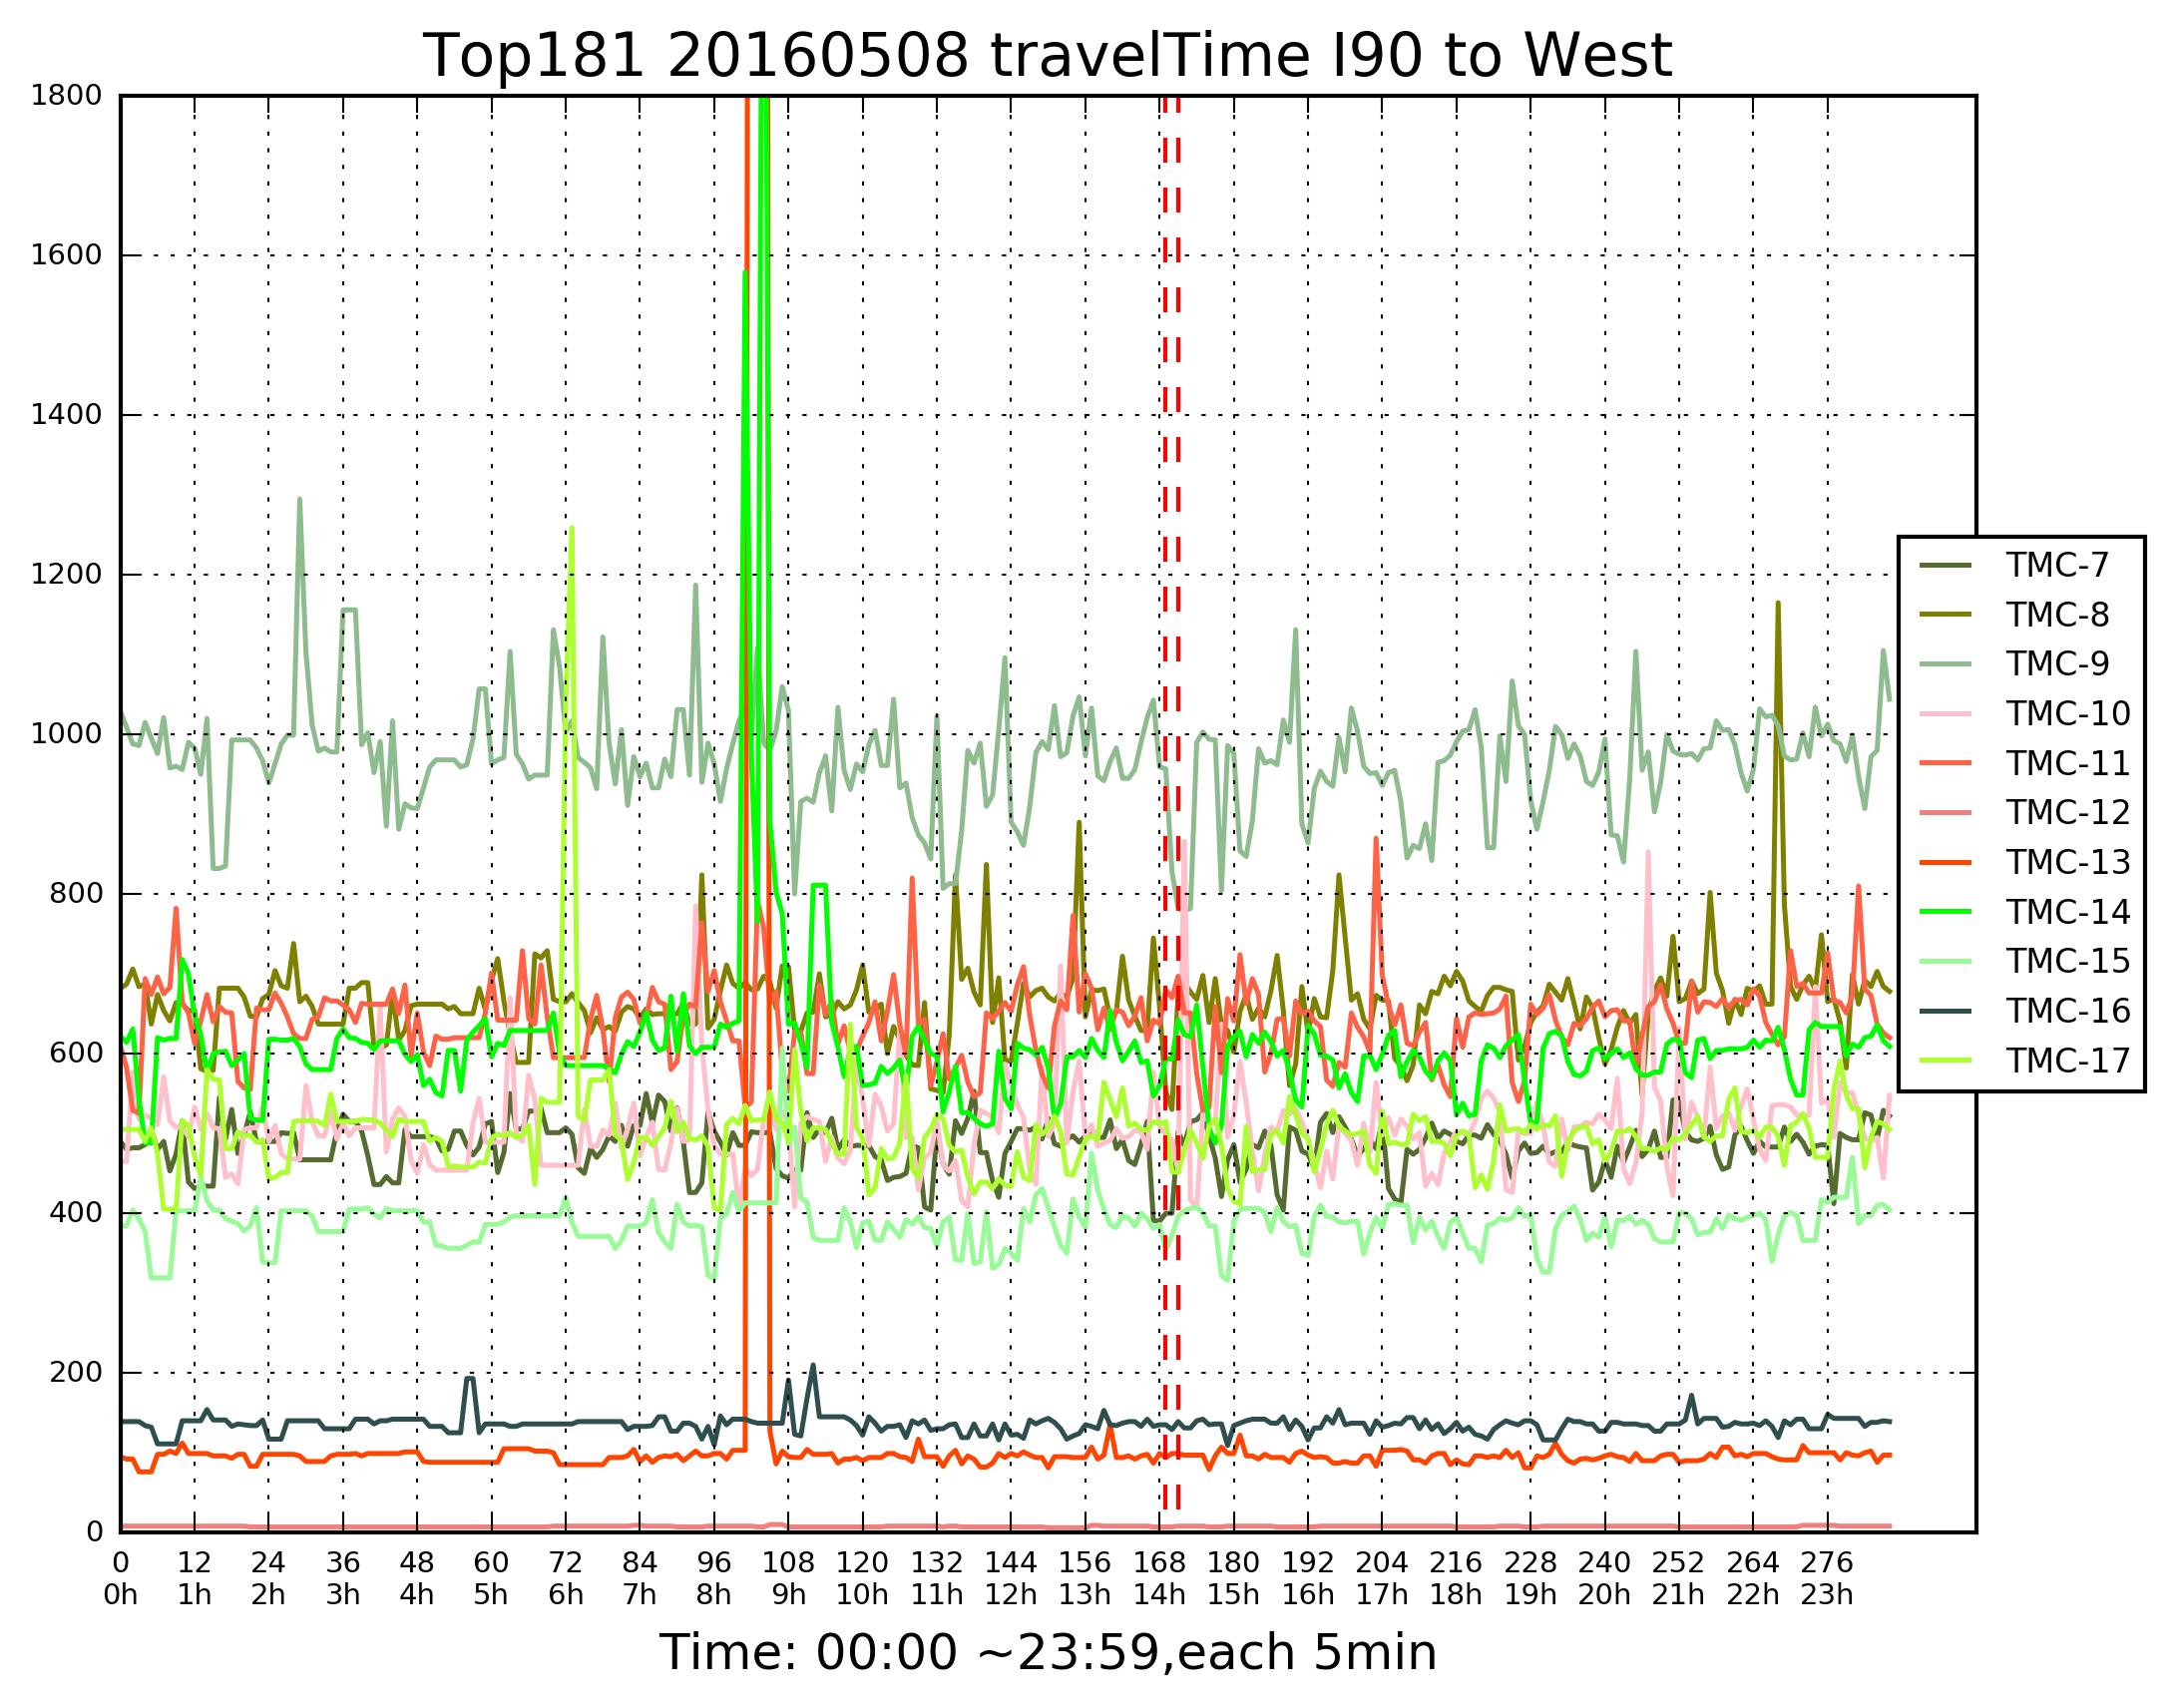 Top181 20160508 travelTime I90 to West
1800
1600
1400
1200
1000
800
600
400
200
0
TMC-7
TMC-8
TMC-9
TMC-10
TMC-11
TMC-12
TMC-13
TMC-14
TMC-15
TMC-16
TMC-17
0 12 24 36 48 60 72 84 96 108 120 132 144 156 168 180 192 204 216 228 240 252 264 276
0h 1h 2h 3h 4h 5h 6h 7h 8h 9h 10h 11h 12h 13h 14h 15h 16h 17h 18h 19h 20h 21h 22h 23h
Time: 00:00 ~23:59,each 5min